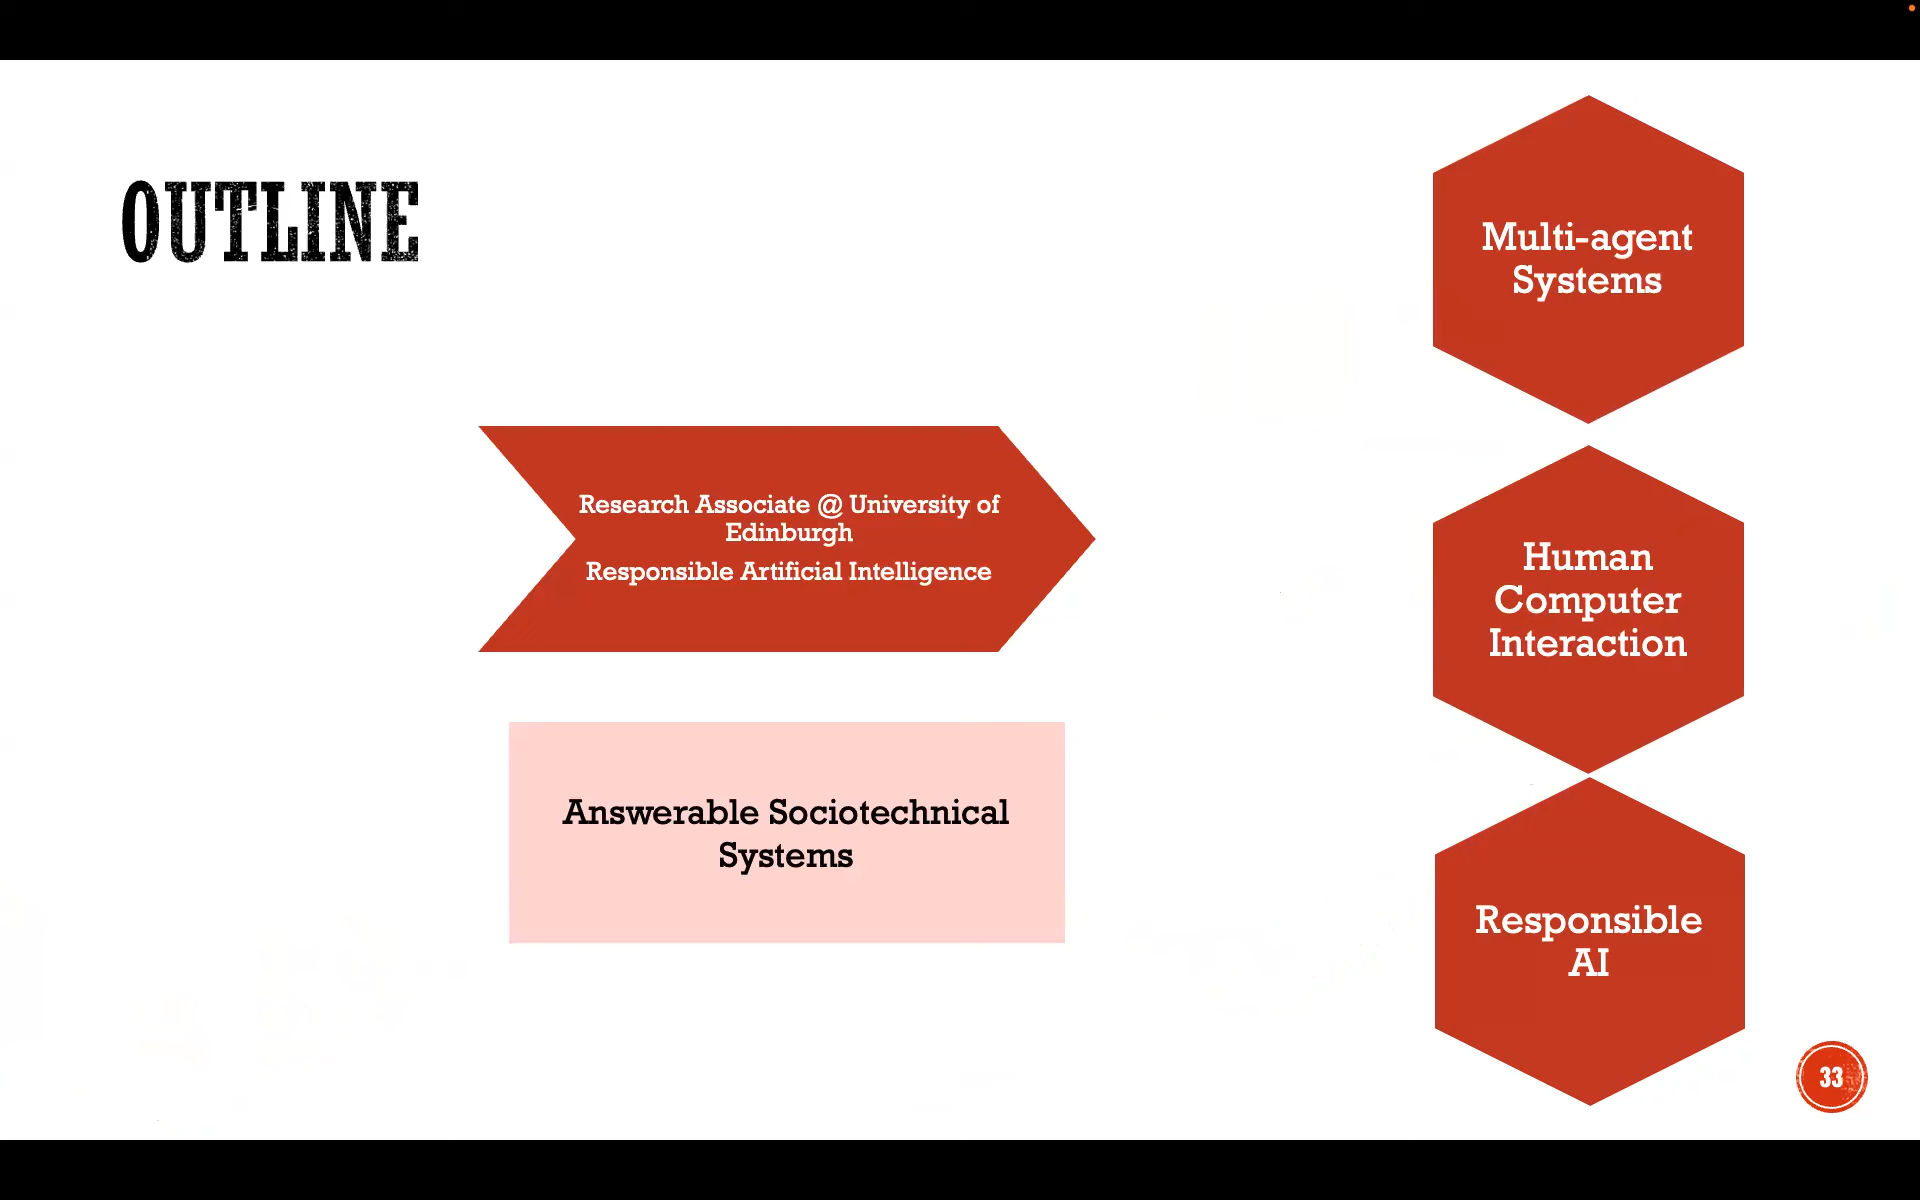 OUTLINE
Research Associate @ University of
Edinburgh
Responsible Artificial Intelligence
Answerable Sociotechnical
Systems
Multi-agent
Systems
Human
Computer
Interaction
Responsible
AI
33